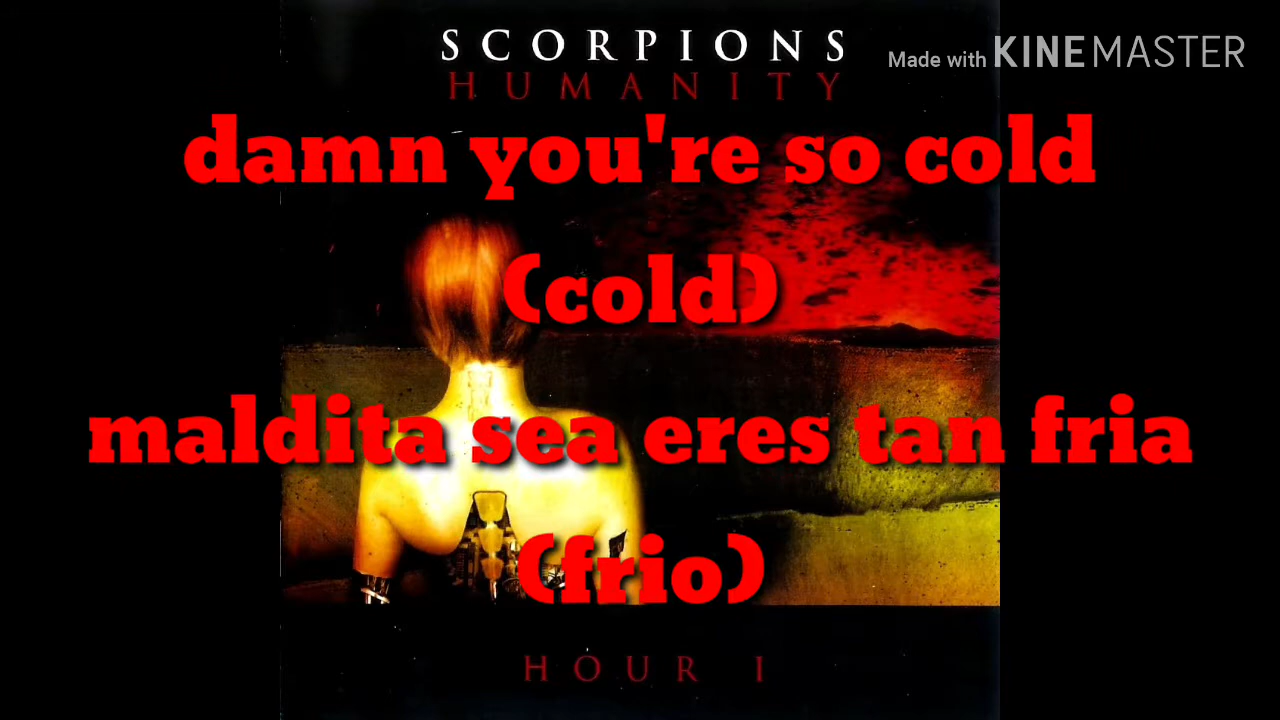 SCORPIONS
Made with KINEMASTER
HUMANITY
damn you're so cold
(cold)
maldita sea eres tan fria
(frio)
HOUR I